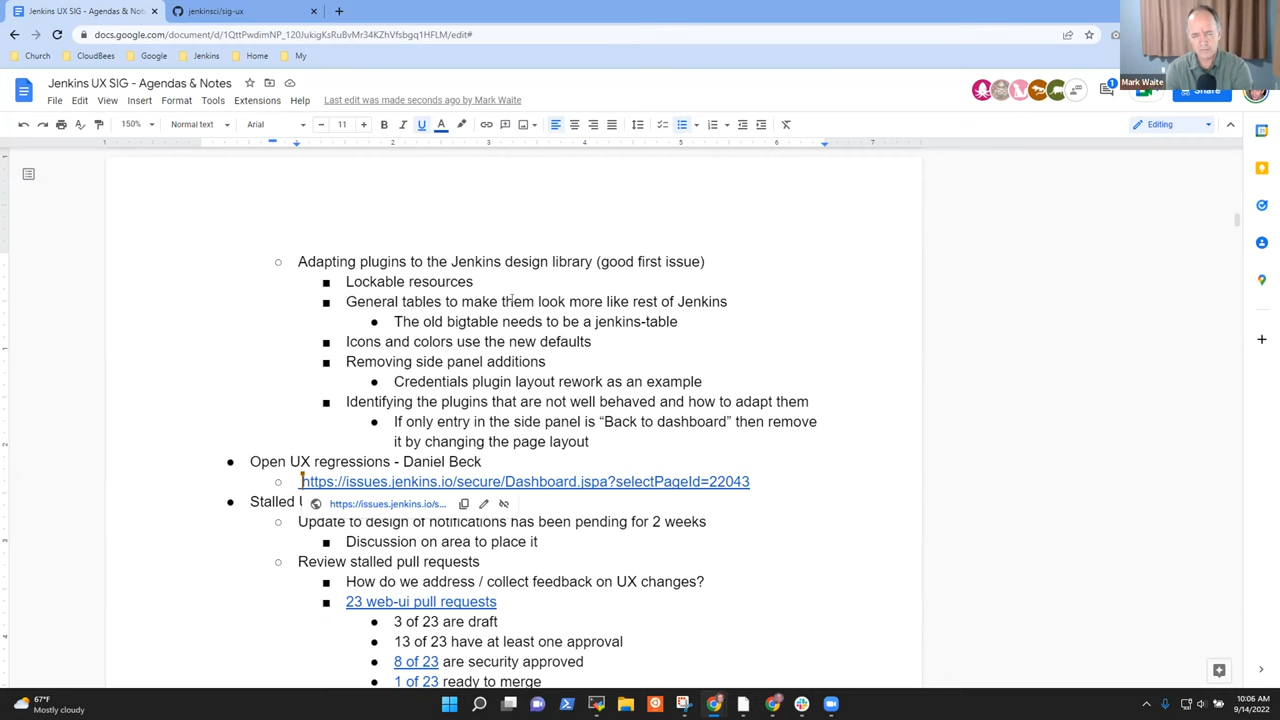 Jenkins UX SIG - Agendas & Not
jenkinsci/sig-ux
docs.google.com/document/d/1QttPwdimNP_120JukigKsRuBvMr34KZhVfsbgq1HFLM/edit#
Church CloudBees Google Jenkins Home My
Mark Waite
Jenkins UX SIG - Agendas & Notes
File Edit View Insert Format Tools Extensions Help Last edit was made seconds ago by Mark Waite
1
Share
150% Normal text Arial 11 B I U A Editing
1 2 3 4 5 6 7
Adapting plugins to the Jenkins design library (good first issue)
Lockable resources
General tables to make them look more like rest of Jenkins
The old bigtable needs to be a jenkins-table
Icons and colors use the new defaults
Removing side panel additions
Credentials plugin layout rework as an example
Identifying the plugins that are not well behaved and how to adapt them
If only entry in the side panel is “Back to dashboard” then remove
it by changing the page layout
Open UX regressions - Daniel Beck
https://issues.jenkins.io/secure/Dashboard.jspa?selectPageId=22043
Stalled
https://issues.jenkins.io/s...
Update to design of notifications has been pending for 2 weeks
Discussion on area to place it
Review stalled pull requests
How do we address / collect feedback on UX changes?
23 web-ui pull requests
3 of 23 are draft
13 of 23 have at least one approval
8 of 23 are security approved
1 of 23 ready to merge
67°F
Mostly cloudy
10:06 AM
9/14/2022